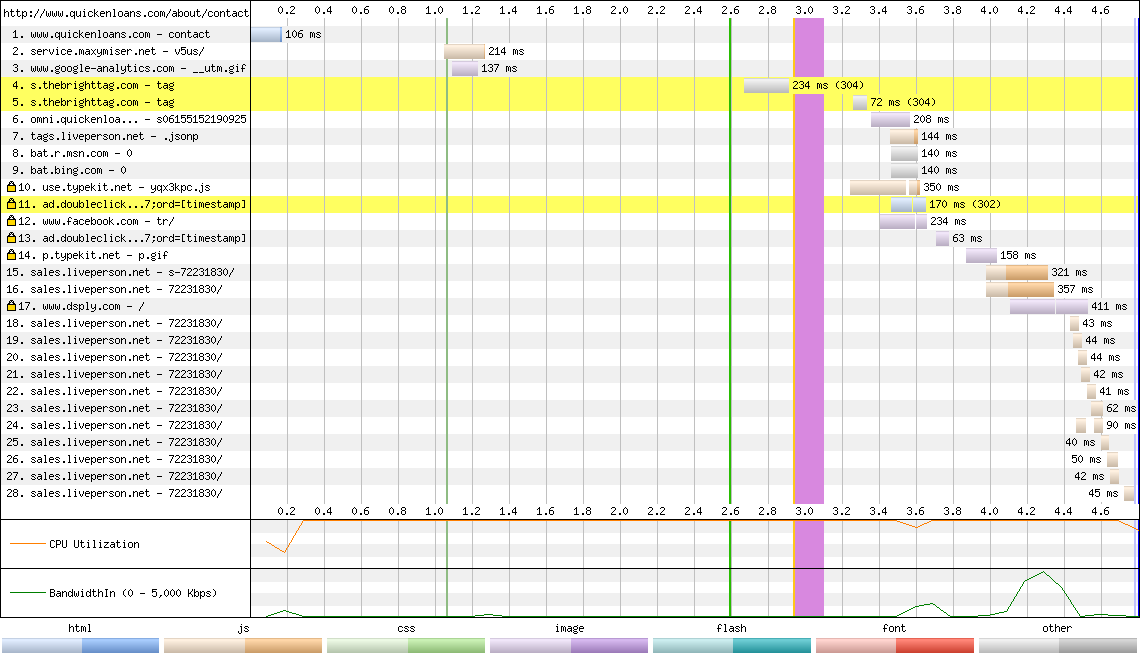 http://www.quickenloans.com/about/contact 0.2 0.4 0.6 0.8 1.0 1.2 1.4 1.6 1.8 2.0 2.2 2.4 2.6 2.8 3.0 3.2 3.4 3.6 3.8 4.0 4.2 4.4 4.6
1. www.quickenloans.com - contact 106 ms
2. service.maxymiser.net - v5us/ 214 ms
3. www.google-analytics.com - __utm.gif 137 ms
4. s.thebrighttag.com - tag 234 ms (304)
5. s.thebrighttag.com - tag 72 ms (304)
6. omni.quickenloa... - s06155152190925 208 ms
7. tags.liveperson.net - .jsonp 144 ms
8. bat.r.msn.com - 0 140 ms
9. bat.bing.com - 0 140 ms
10. use.typekit.net - yqx3kpc.js 350 ms
11. ad.doubleclick...7;ord=[timestamp] 170 ms (302)
12. www.facebook.com - tr/ 234 ms
13. ad.doubleclick...7;ord=[timestamp] 63 ms
14. p.typekit.net - p.gif 158 ms
15. sales.liveperson.net - s-72231830/ 321 ms
16. sales.liveperson.net - 72231830/ 357 ms
17. www.dsply.com - / 411 ms
18. sales.liveperson.net - 72231830/ 43 ms
19. sales.liveperson.net - 72231830/ 44 ms
20. sales.liveperson.net - 72231830/ 44 ms
21. sales.liveperson.net - 72231830/ 42 ms
22. sales.liveperson.net - 72231830/ 41 ms
23. sales.liveperson.net - 72231830/ 62 ms
24. sales.liveperson.net - 72231830/ 90 ms
25. sales.liveperson.net - 72231830/ 40 ms
26. sales.liveperson.net - 72231830/ 50 ms
27. sales.liveperson.net - 72231830/ 42 ms
28. sales.liveperson.net - 72231830/ 45 ms
0.2 0.4 0.6 0.8 1.0 1.2 1.4 1.6 1.8 2.0 2.2 2.4 2.6 2.8 3.0 3.2 3.4 3.6 3.8 4.0 4.2 4.4 4.6
CPU Utilization
BandwidthIn (0 - 5,000 Kbps)
html js css image flash font other